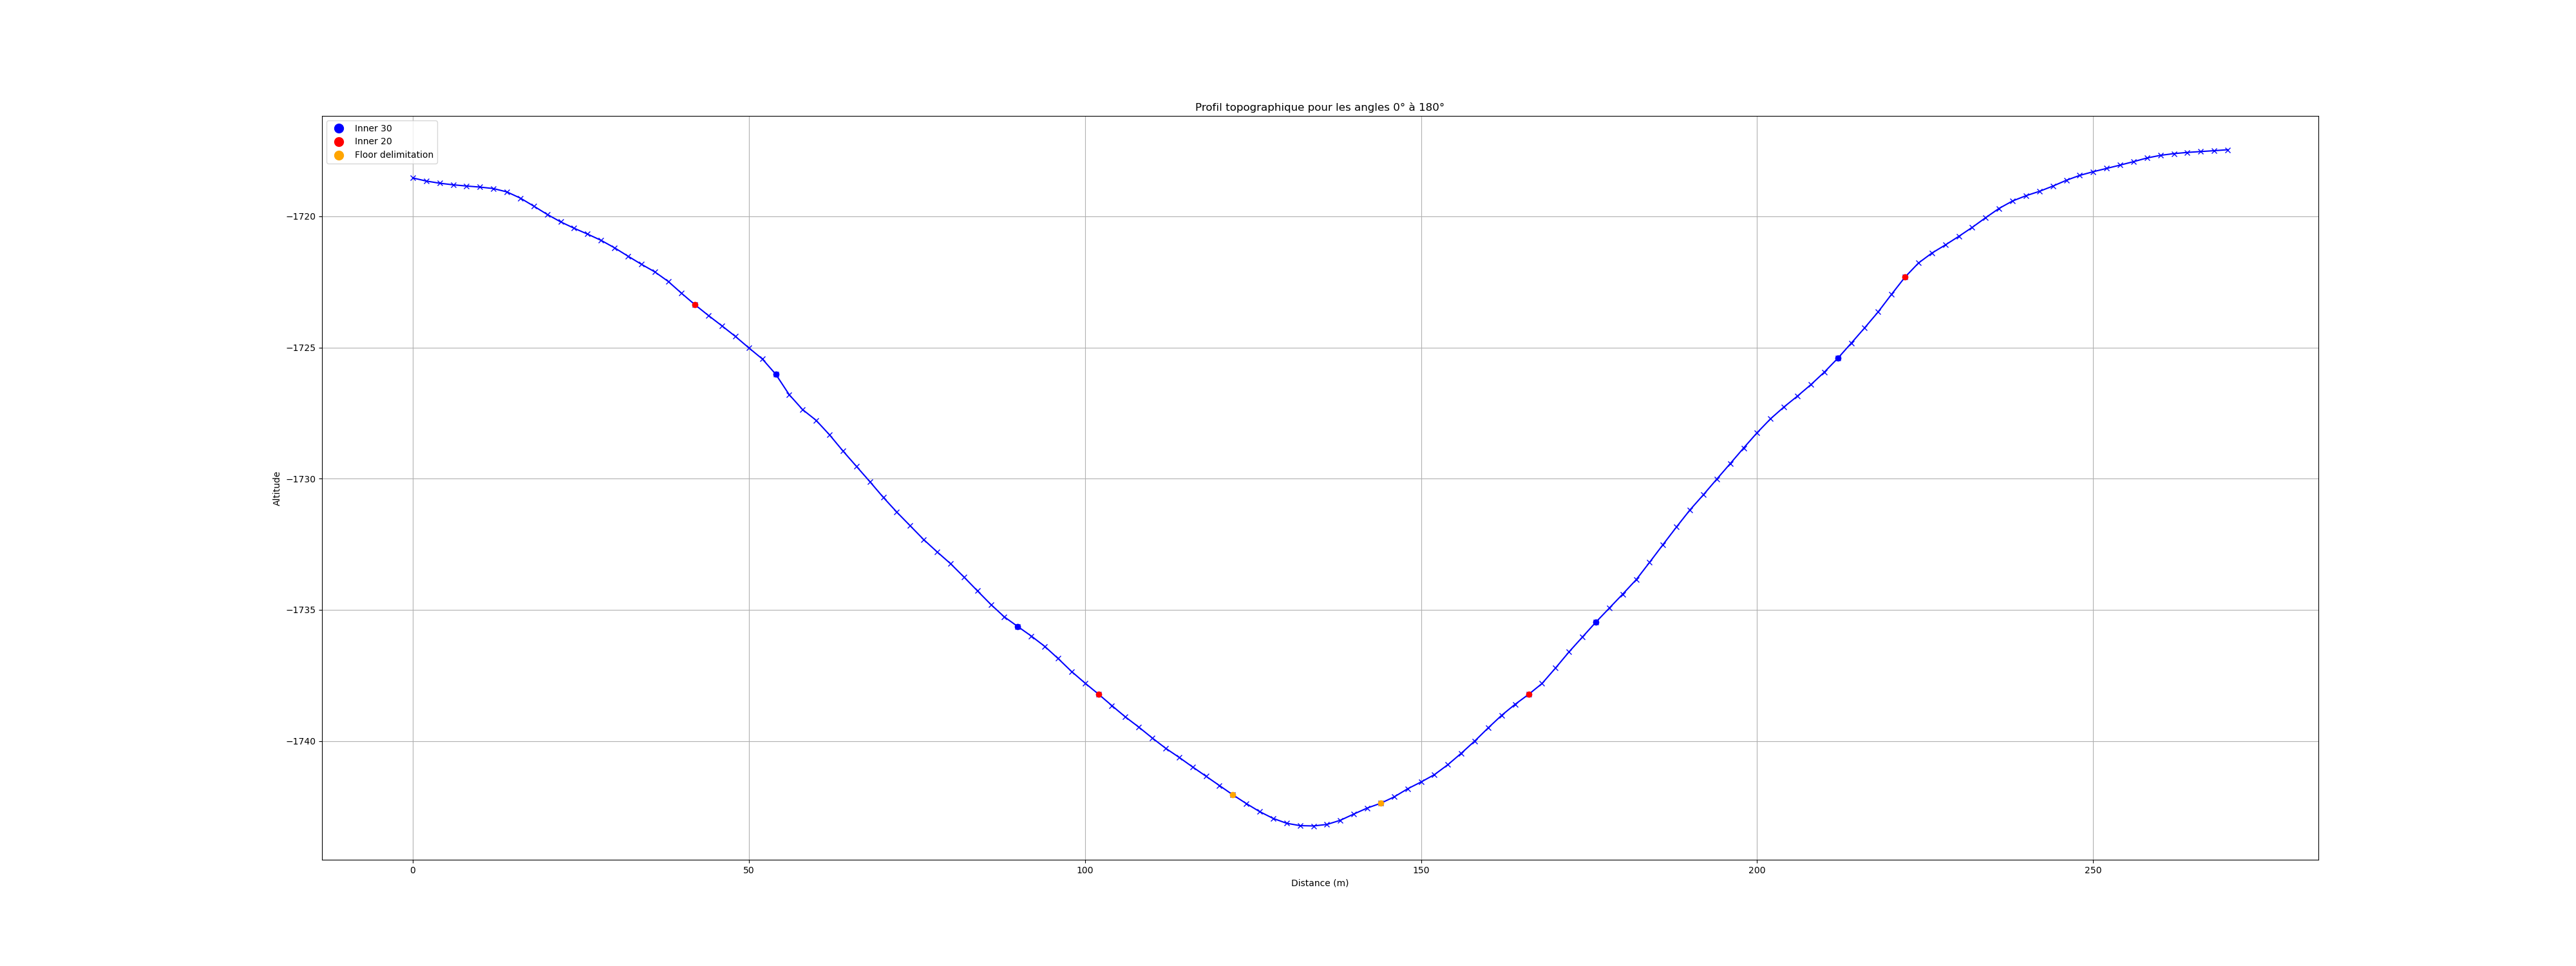 Profil topographique pour les angles 0° à 180°
Inner 30
Inner 20
Floor delimitation
Altitude
−1720
−1725
−1730
−1735
−1740
0 50 100 150 200 250
Distance (m)